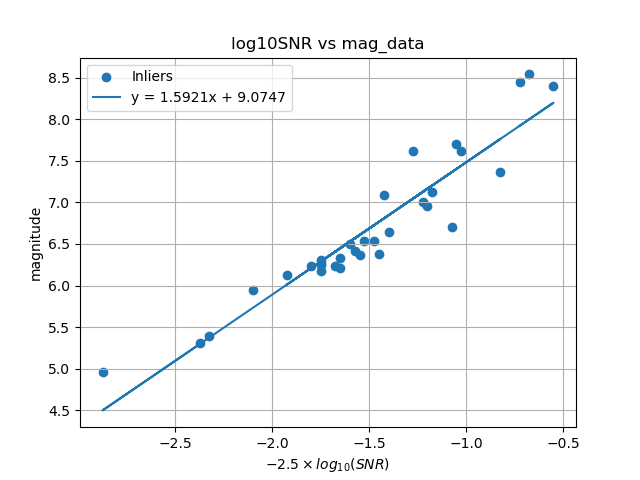 log10SNR vs mag_data
Inliers
y = 1.5921x + 9.0747
8.5
8.0
7.5
7.0
6.5
6.0
5.5
5.0
4.5
magnitude
−2.5
−2.0
−1.5
−1.0
−0.5
−2.5 × log₁₀(SNR)